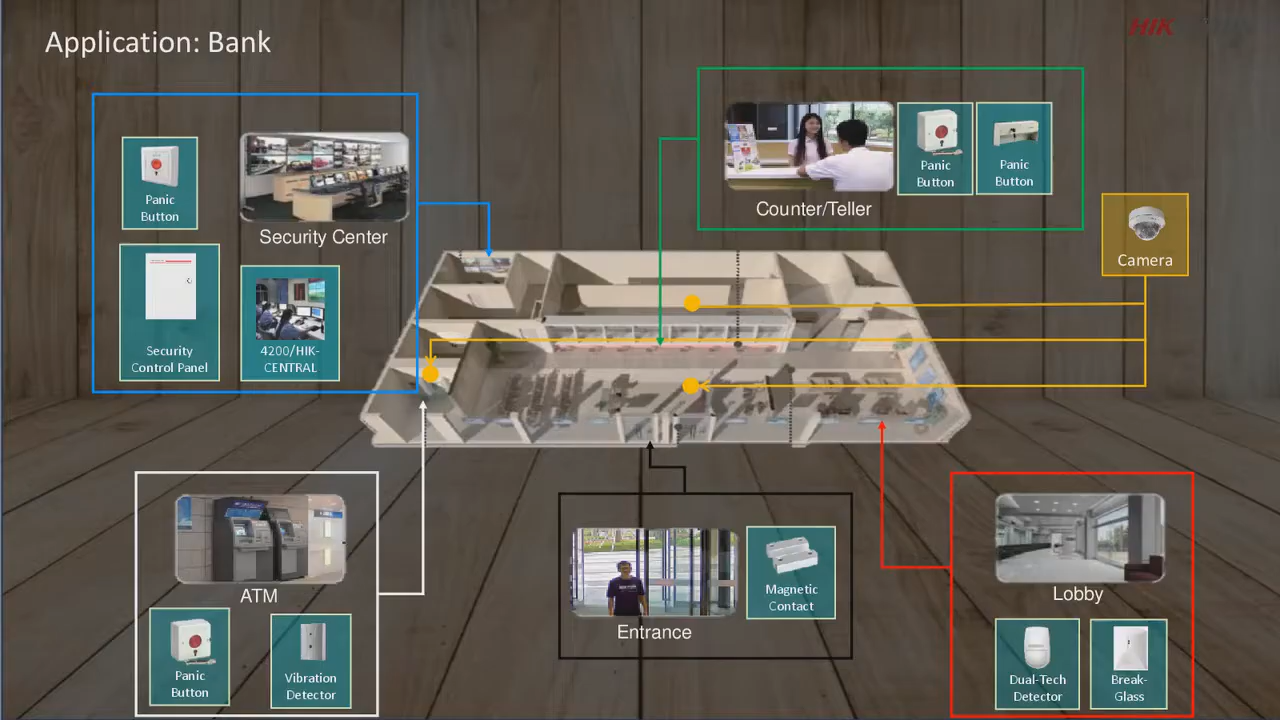 Application: Bank
HIK
Panic
Button
Security Center
Security
Control Panel
4200/HIK-
CENTRAL
Panic
Button
Panic
Button
Counter/Teller
Camera
ATM
Panic
Button
Vibration
Detector
Entrance
Magnetic
Contact
Lobby
Dual-Tech
Detector
Break-
Glass